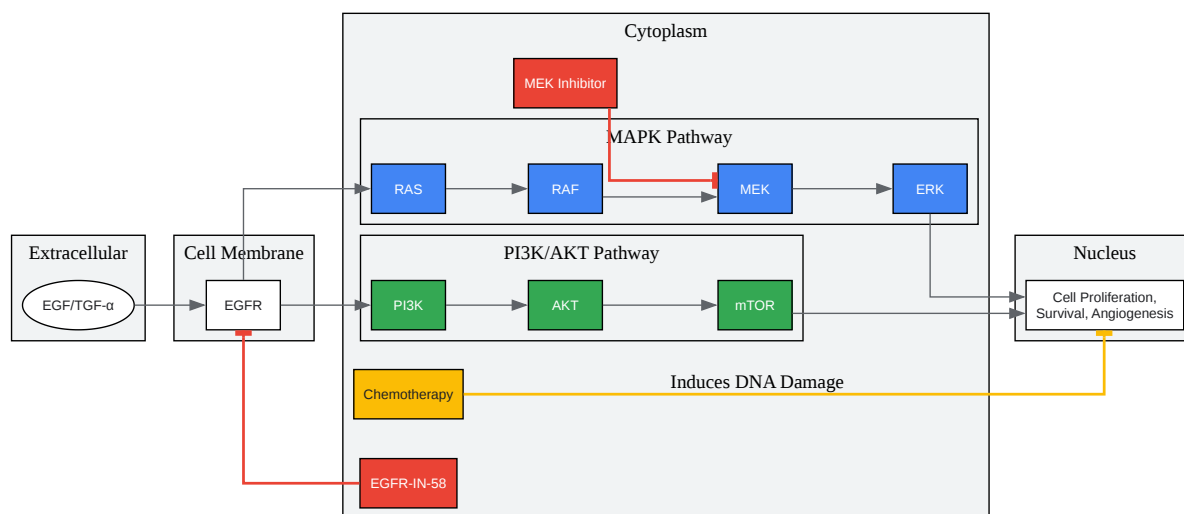 Cytoplasm
MEK Inhibitor
MAPK Pathway
RAS
RAF
MEK
ERK
Extracellular
EGF/TGF-α
Cell Membrane
EGFR
PI3K/AKT Pathway
PI3K
AKT
mTOR
Nucleus
Cell Proliferation,
Survival, Angiogenesis
Chemotherapy
Induces DNA Damage
EGFR-IN-58